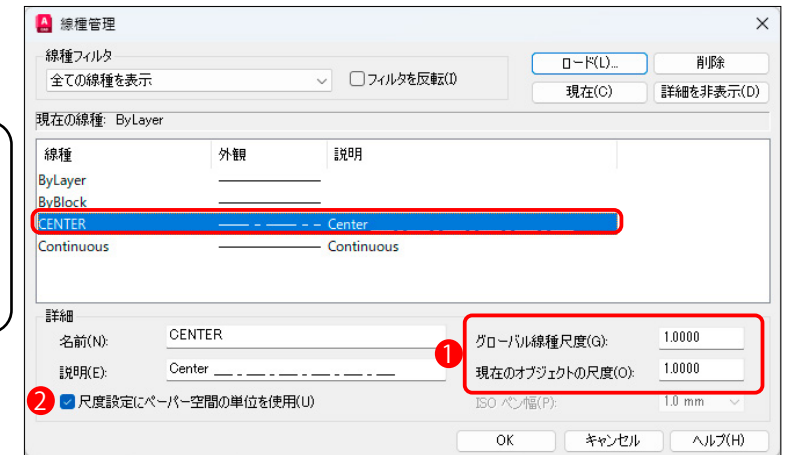 線種管理
線種フィルタ
全ての線種を表示
フィルタを反転(I)
ロード(L)...
削除
現在(C)
詳細を非表示(D)
現在の線種: ByLayer
線種 外観 説明
ByLayer
ByBlock
CENTER Center
Continuous Continuous
詳細
名前(N): CENTER
説明(E): Center
1
グローバル線種尺度(G): 1.0000
現在のオブジェクトの尺度(O): 1.0000
2 尺度設定にペーパー空間の単位を使用(U)
ISO ペン幅(P): 1.0 mm
OK キャンセル ヘルプ(H)